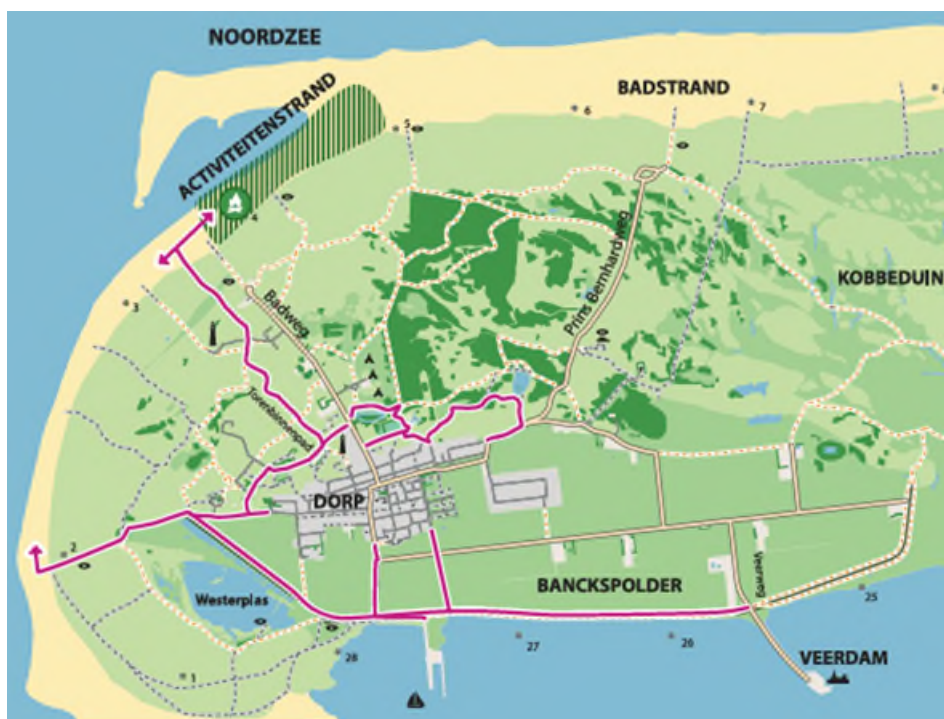 NOORDZEE
ACTIVITEITENSTRAND
BADSTRAND
5
6
7
4
3
Badweg
Prins Bernhardweg
KOBBEDUIN
Torenbinnenpad
DORP
2
BANCKSPOLDER
Veerweg
Westerplas
25
27
26
28
VEERDAM
1